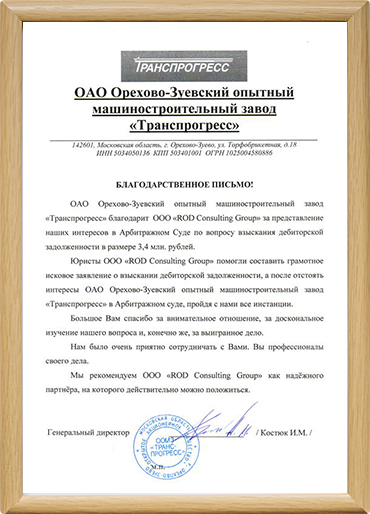 ТРАНСПРОГРЕСС
ОАО Орехово-Зуевский опытный
машиностроительный завод
«Транспрогресс»
142601, Московская область, г. Орехово-Зуево, ул. Торфобрикетная, д.18
ИНН 5034050136 КПП 503401001 ОГРН 1025004580886
БЛАГОДАРСТВЕННОЕ ПИСЬМО!
ОАО Орехово-Зуевский опытный машиностроительный завод
«Транспрогресс» благодарит ООО «ROD Consulting Group» за представление
наших интересов в Арбитражном Суде по вопросу взыскания дебиторской
задолженности в размере 3,4 млн. рублей.
Юристы ООО «ROD Consulting Group» помогли составить грамотное
исковое заявление о взыскании дебиторской задолженности, а после отстоять
интересы ОАО Орехово-Зуевский опытный машиностроительный завод
«Транспрогресс» в Арбитражном суде, пройдя с нами все инстанции.
Большое Вам спасибо за внимательное отношение, за доскональное
изучение нашего вопроса и, конечно же, за выигранное дело.
Нам было очень приятно сотрудничать с Вами. Вы профессионалы
своего дела.
Мы рекомендуем ООО «ROD Consulting Group» как надёжного
партнёра, на которого действительно можно положиться.
Генеральный директор / Костюк И.М. /
ООМЗ
«ТРАНС-
ПРОГРЕСС»
М.П.